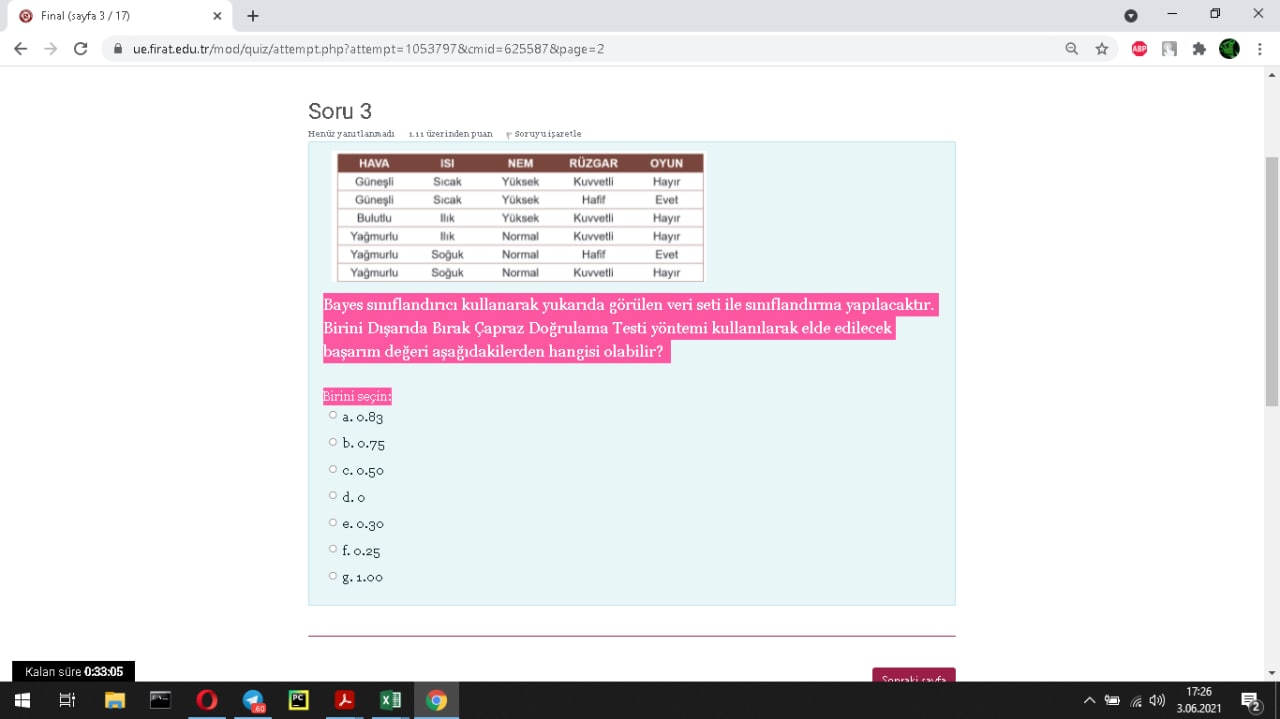 Final (sayfa 3 / 17)
ue.firat.edu.tr/mod/quiz/attempt.php?attempt=1053797&cmid=625587&page=2
ABP
Soru 3
Henüz yanıtlanmadı 1.11 üzerinden puan Soruyu işaretle
HAVA ISI NEM RÜZGAR OYUN
Güneşli Sıcak Yüksek Kuvvetli Hayır
Güneşli Sıcak Yüksek Hafif Evet
Bulutlu Ilık Yüksek Kuvvetli Hayır
Yağmurlu Ilık Normal Kuvvetli Hayır
Yağmurlu Soğuk Normal Hafif Evet
Yağmurlu Soğuk Normal Kuvvetli Hayır
Bayes sınıflandırıcı kullanarak yukarıda görülen veri seti ile sınıflandırma yapılacaktır.
Birini Dışarıda Bırak Çapraz Doğrulama Testi yöntemi kullanılarak elde edilecek
başarım değeri aşağıdakilerden hangisi olabilir?
Birini seçin:
a. 0.83
b. 0.75
c. 0.50
d. 0
e. 0.30
f. 0.25
g. 1.00
Sonraki sayfa
Kalan süre 0:33:05
.60
PC
17:26
3.06.2021
2